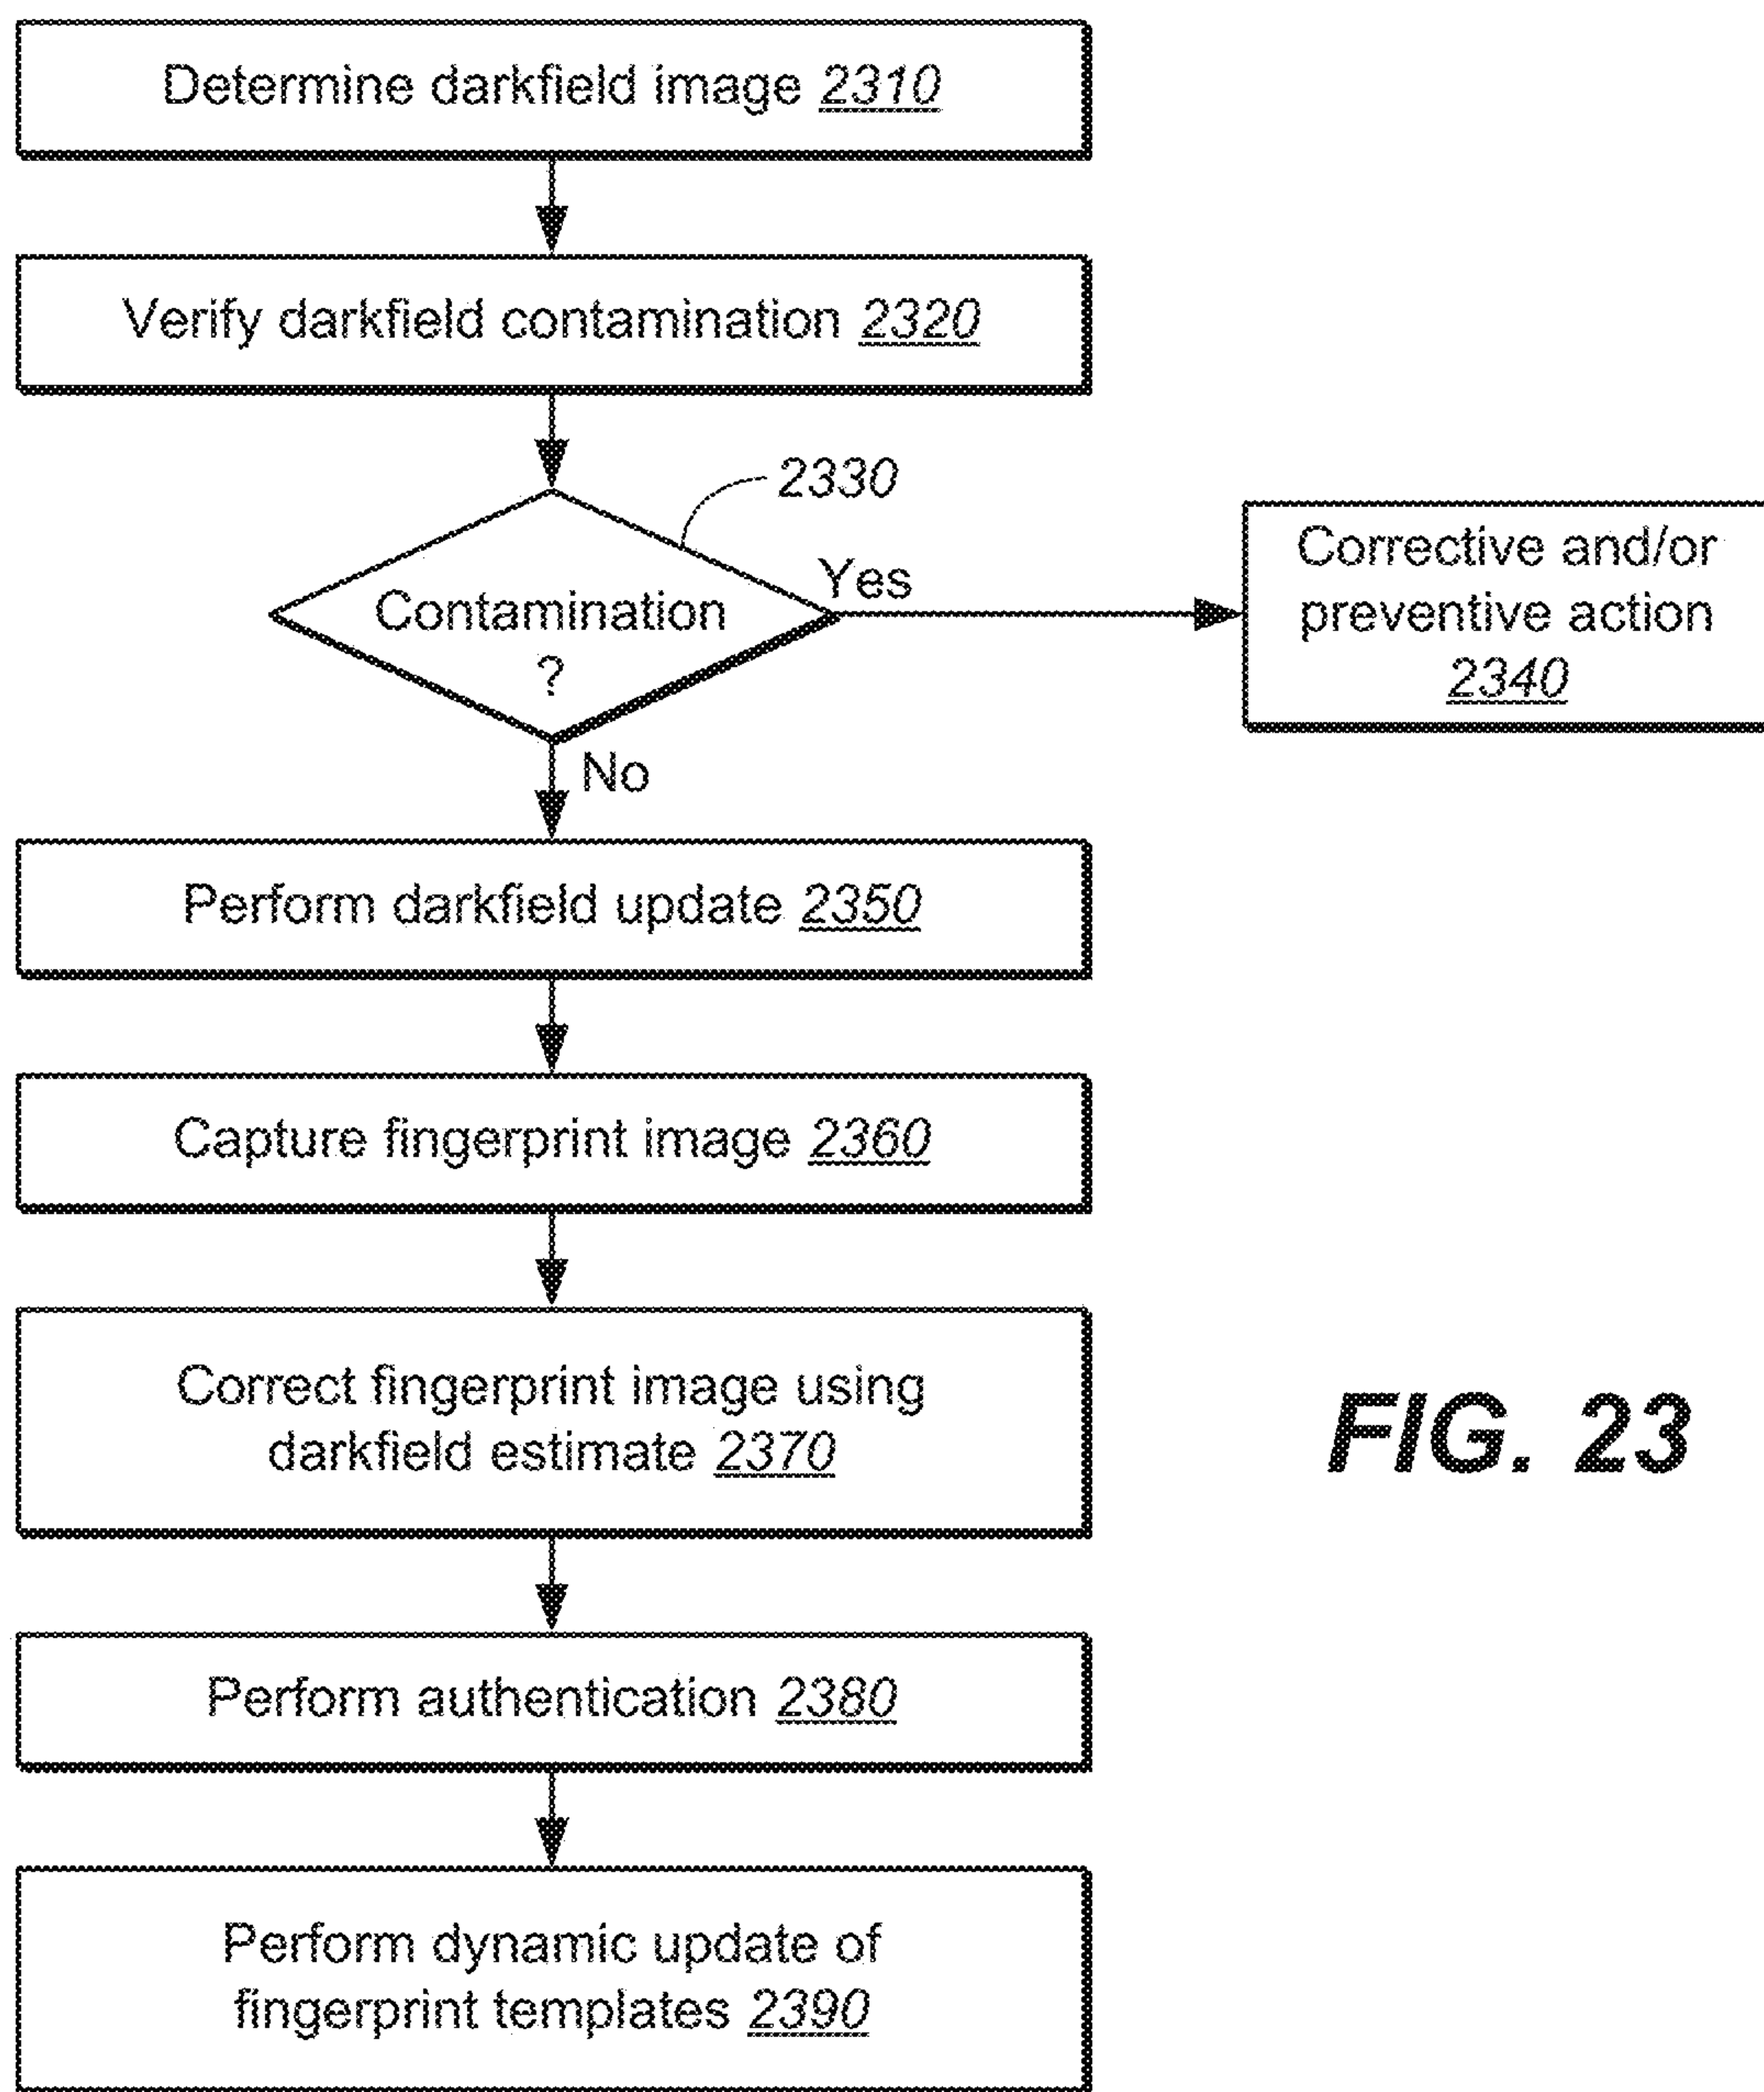 Determine darkfield image 2310
Verify darkfield contamination 2320
2330
Contamination
?
Yes
Corrective and/or
preventive action
2340
No
Perform darkfield update 2350
Capture fingerprint image 2360
Correct fingerprint image using
darkfield estimate 2370
FIG. 23
Perform authentication 2380
Perform dynamic update of
fingerprint templates 2390